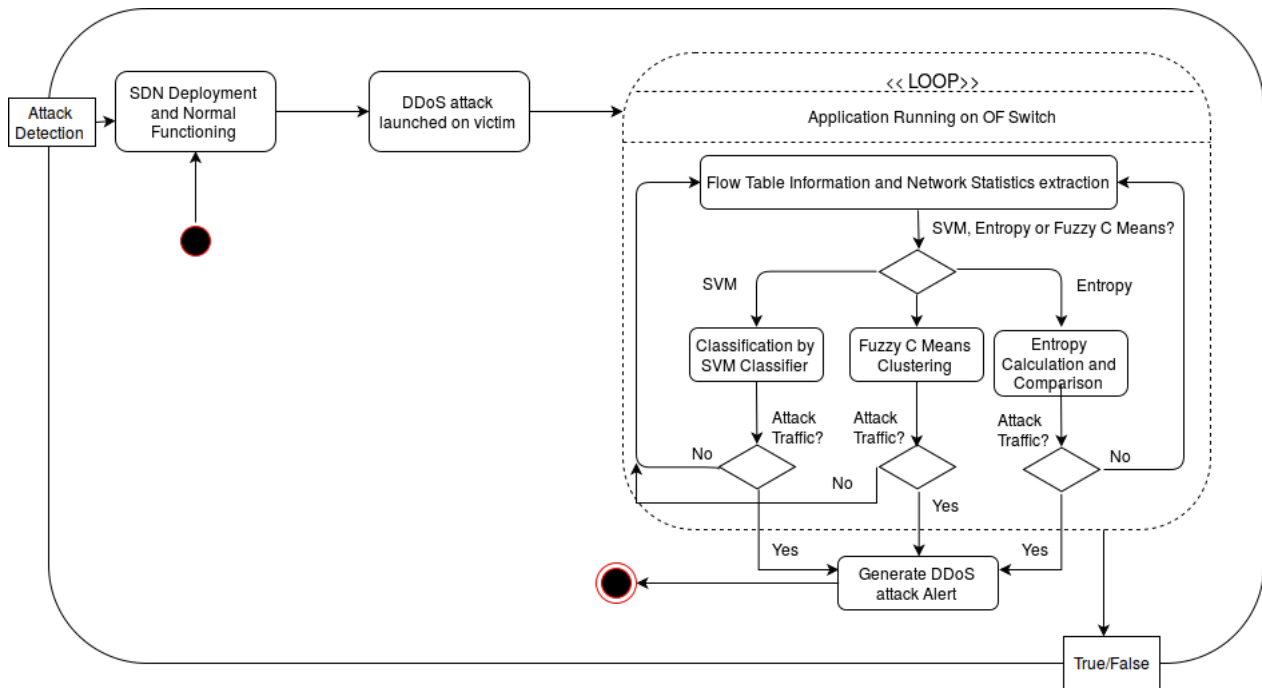 << LOOP>>
SDN Deployment
and Normal
Functioning
DDoS attack
launched on victim
Attack
Detection
Application Running on OF Switch
Flow Table Information and Network Statistics extraction
SVM, Entropy or Fuzzy C Means?
SVM
Entropy
Classification by
SVM Classifier
Fuzzy C Means
Clustering
Entropy
Calculation and
Comparison
Attack
Traffic?
Attack
Traffic?
Attack
Traffic?
No
No
No
Yes
Yes
Yes
Generate DDoS
attack Alert
True/False